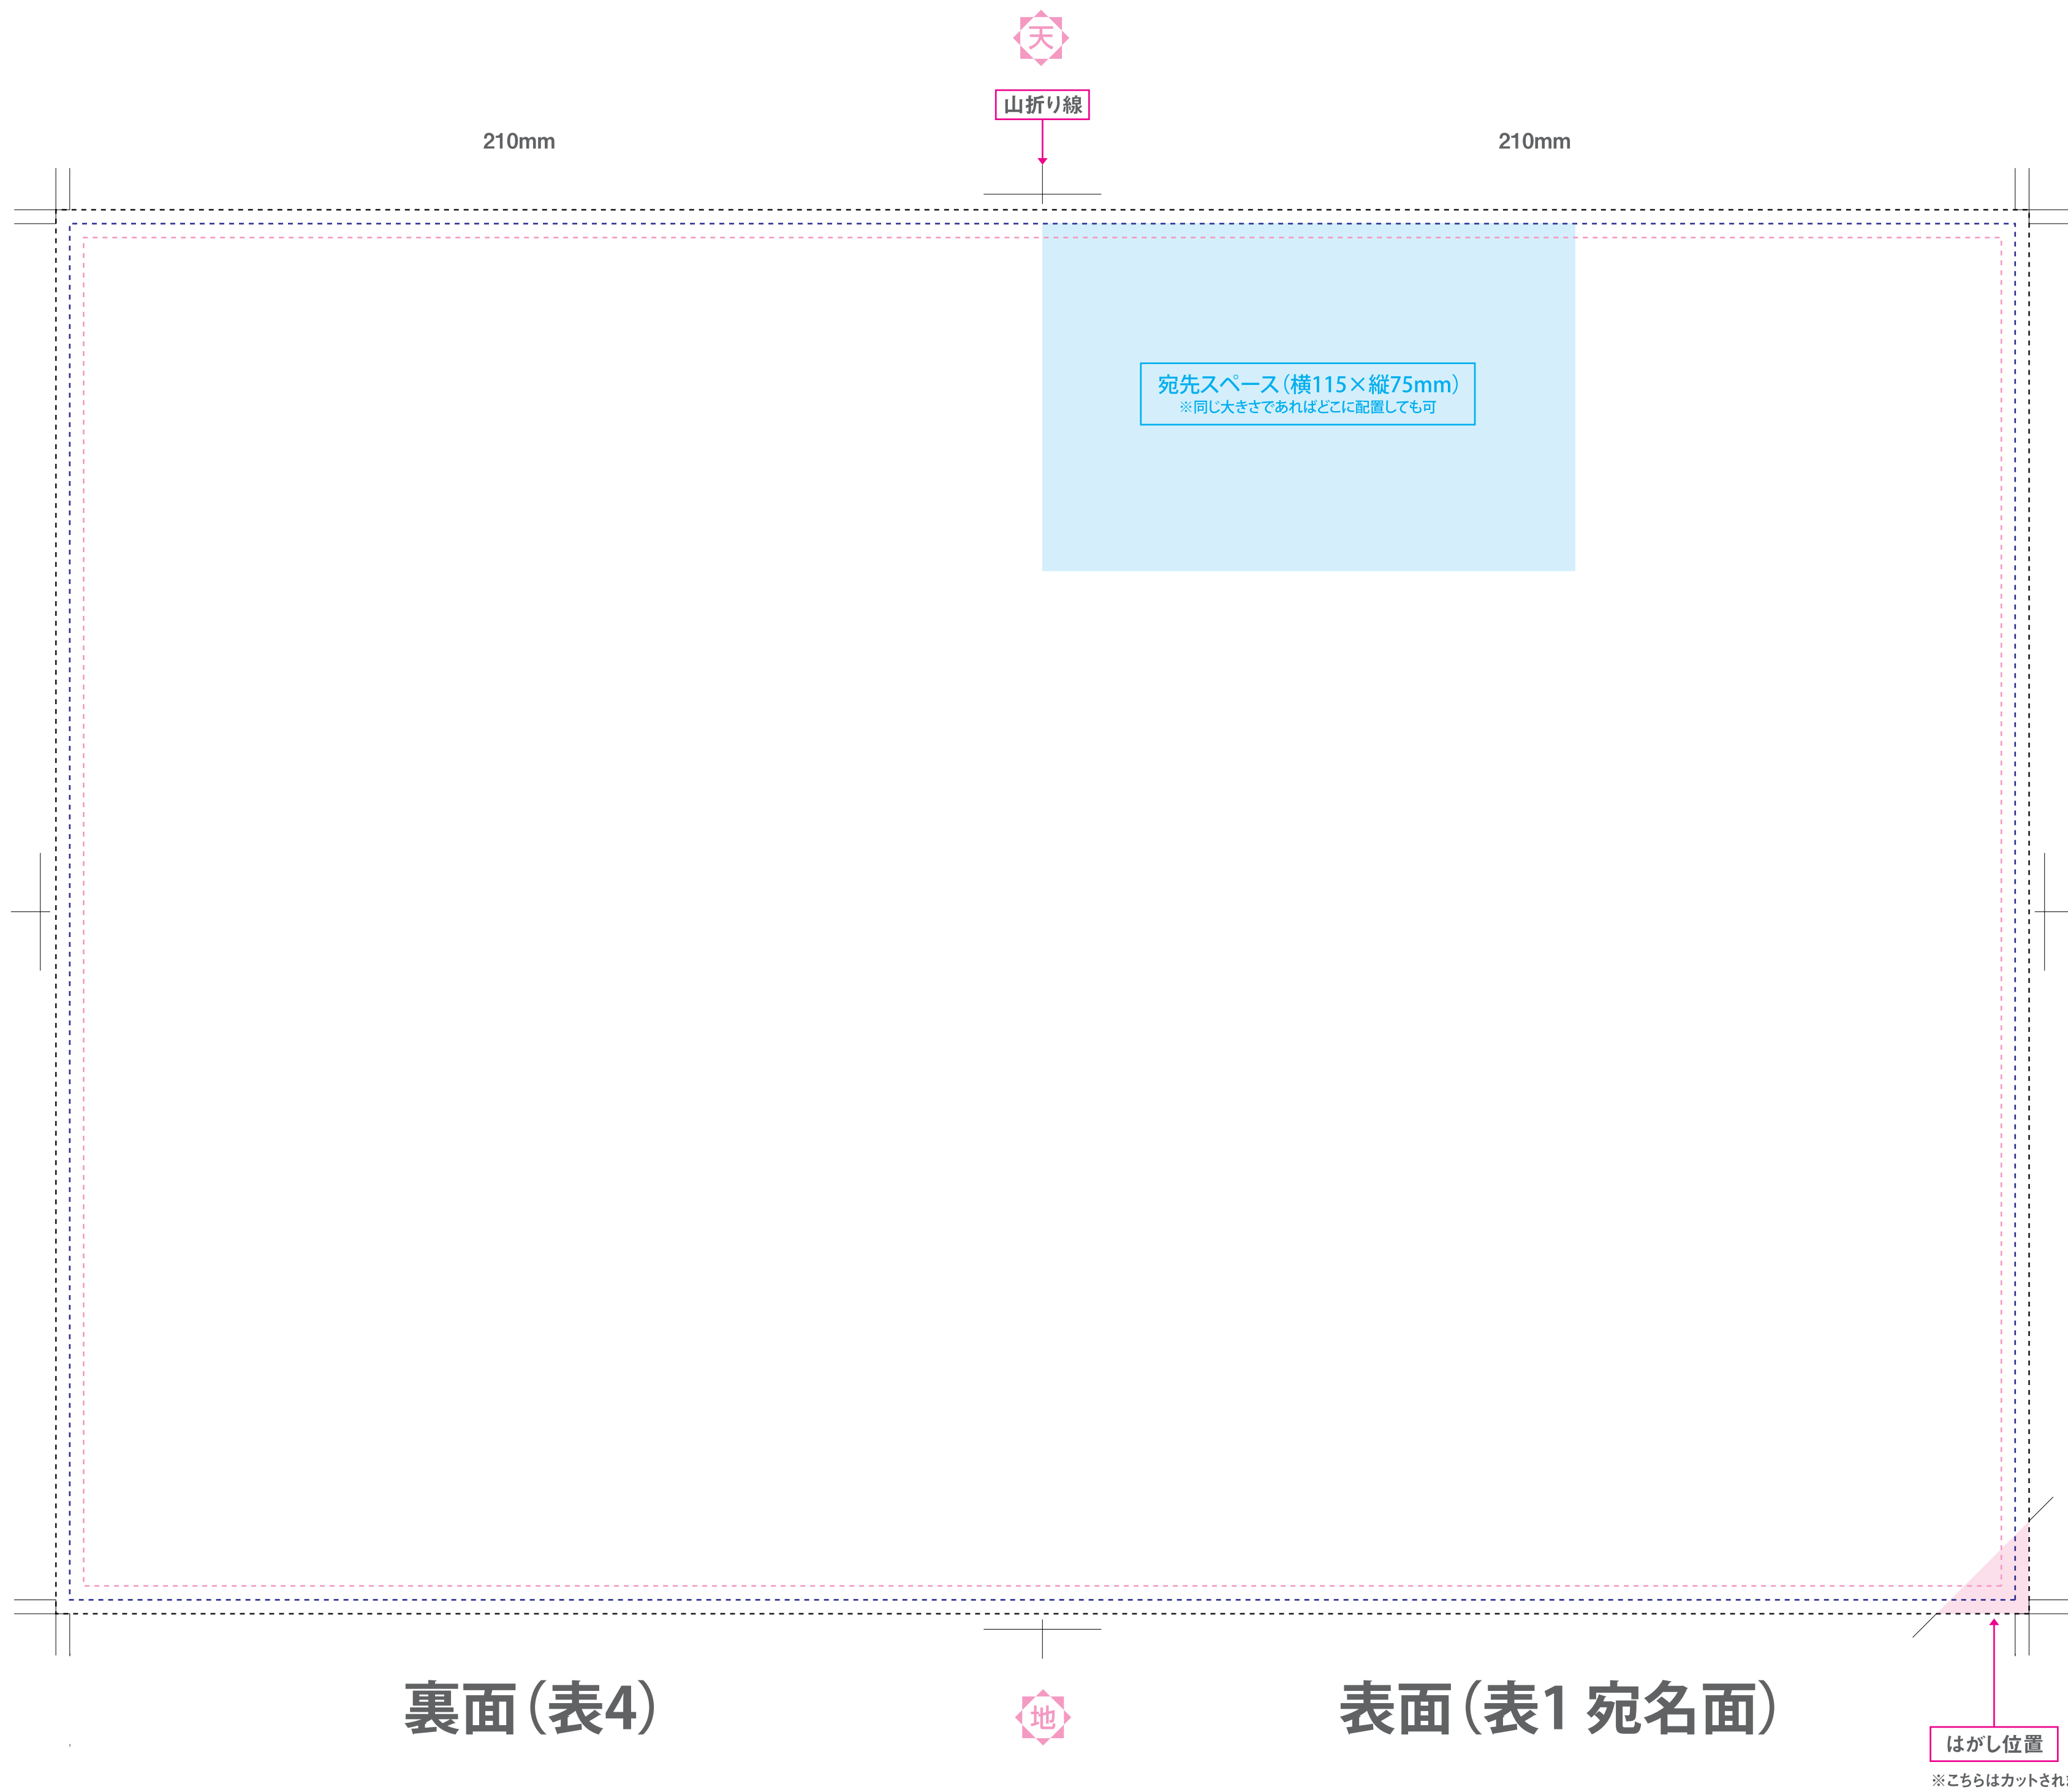 天
山折り線
210mm
210mm
宛先スペース（横115×縦75mm）
※同じ大きさであればどこに配置しても可
裏面（表4）
地
表面（表1 宛名面）
はがし位置
※こちらはカットされ